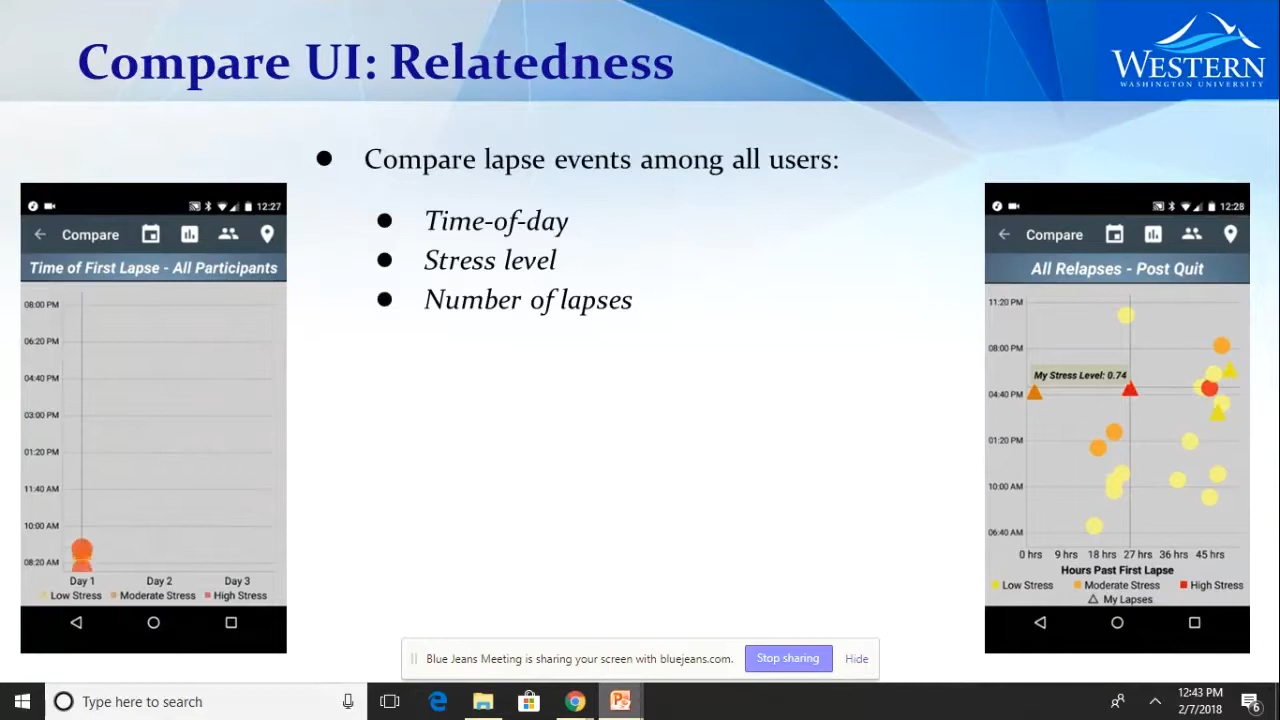 Compare UI: Relatedness
WESTERN
WASHINGTON UNIVERSITY
● Compare lapse events among all users:
● Time-of-day
● Stress level
● Number of lapses
12:27
Compare
Time of First Lapse - All Participants
08:00 PM
06:20 PM
04:40 PM
03:00 PM
01:20 PM
11:40 AM
10:00 AM
08:20 AM
Day 1 Day 2 Day 3
Low Stress Moderate Stress High Stress
12:28
Compare
All Relapses - Post Quit
11:20 PM
08:00 PM
My Stress Level: 0.74
04:40 PM
01:20 PM
10:00 AM
06:40 AM
0 hrs 9 hrs 18 hrs 27 hrs 36 hrs 45 hrs
Hours Past First Lapse
Low Stress Moderate Stress High Stress
My Lapses
Blue Jeans Meeting is sharing your screen with bluejeans.com. Stop sharing Hide
Type here to search
12:43 PM
2/7/2018
6